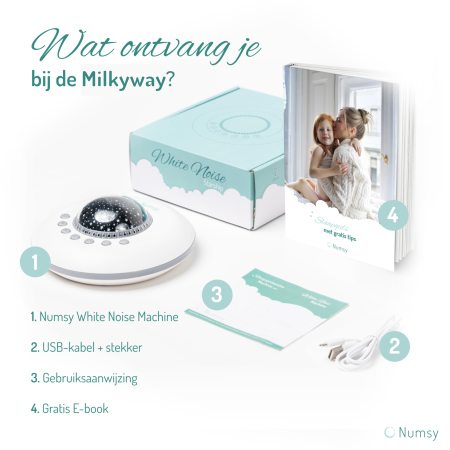 Wat ontvang je
bij de Milkyway?
White Noise
4
met gratis tips
Numsy
1
3
2
1. Numsy White Noise Machine
2. USB-kabel + stekker
3. Gebruiksaanwijzing
4. Gratis E-book
Numsy